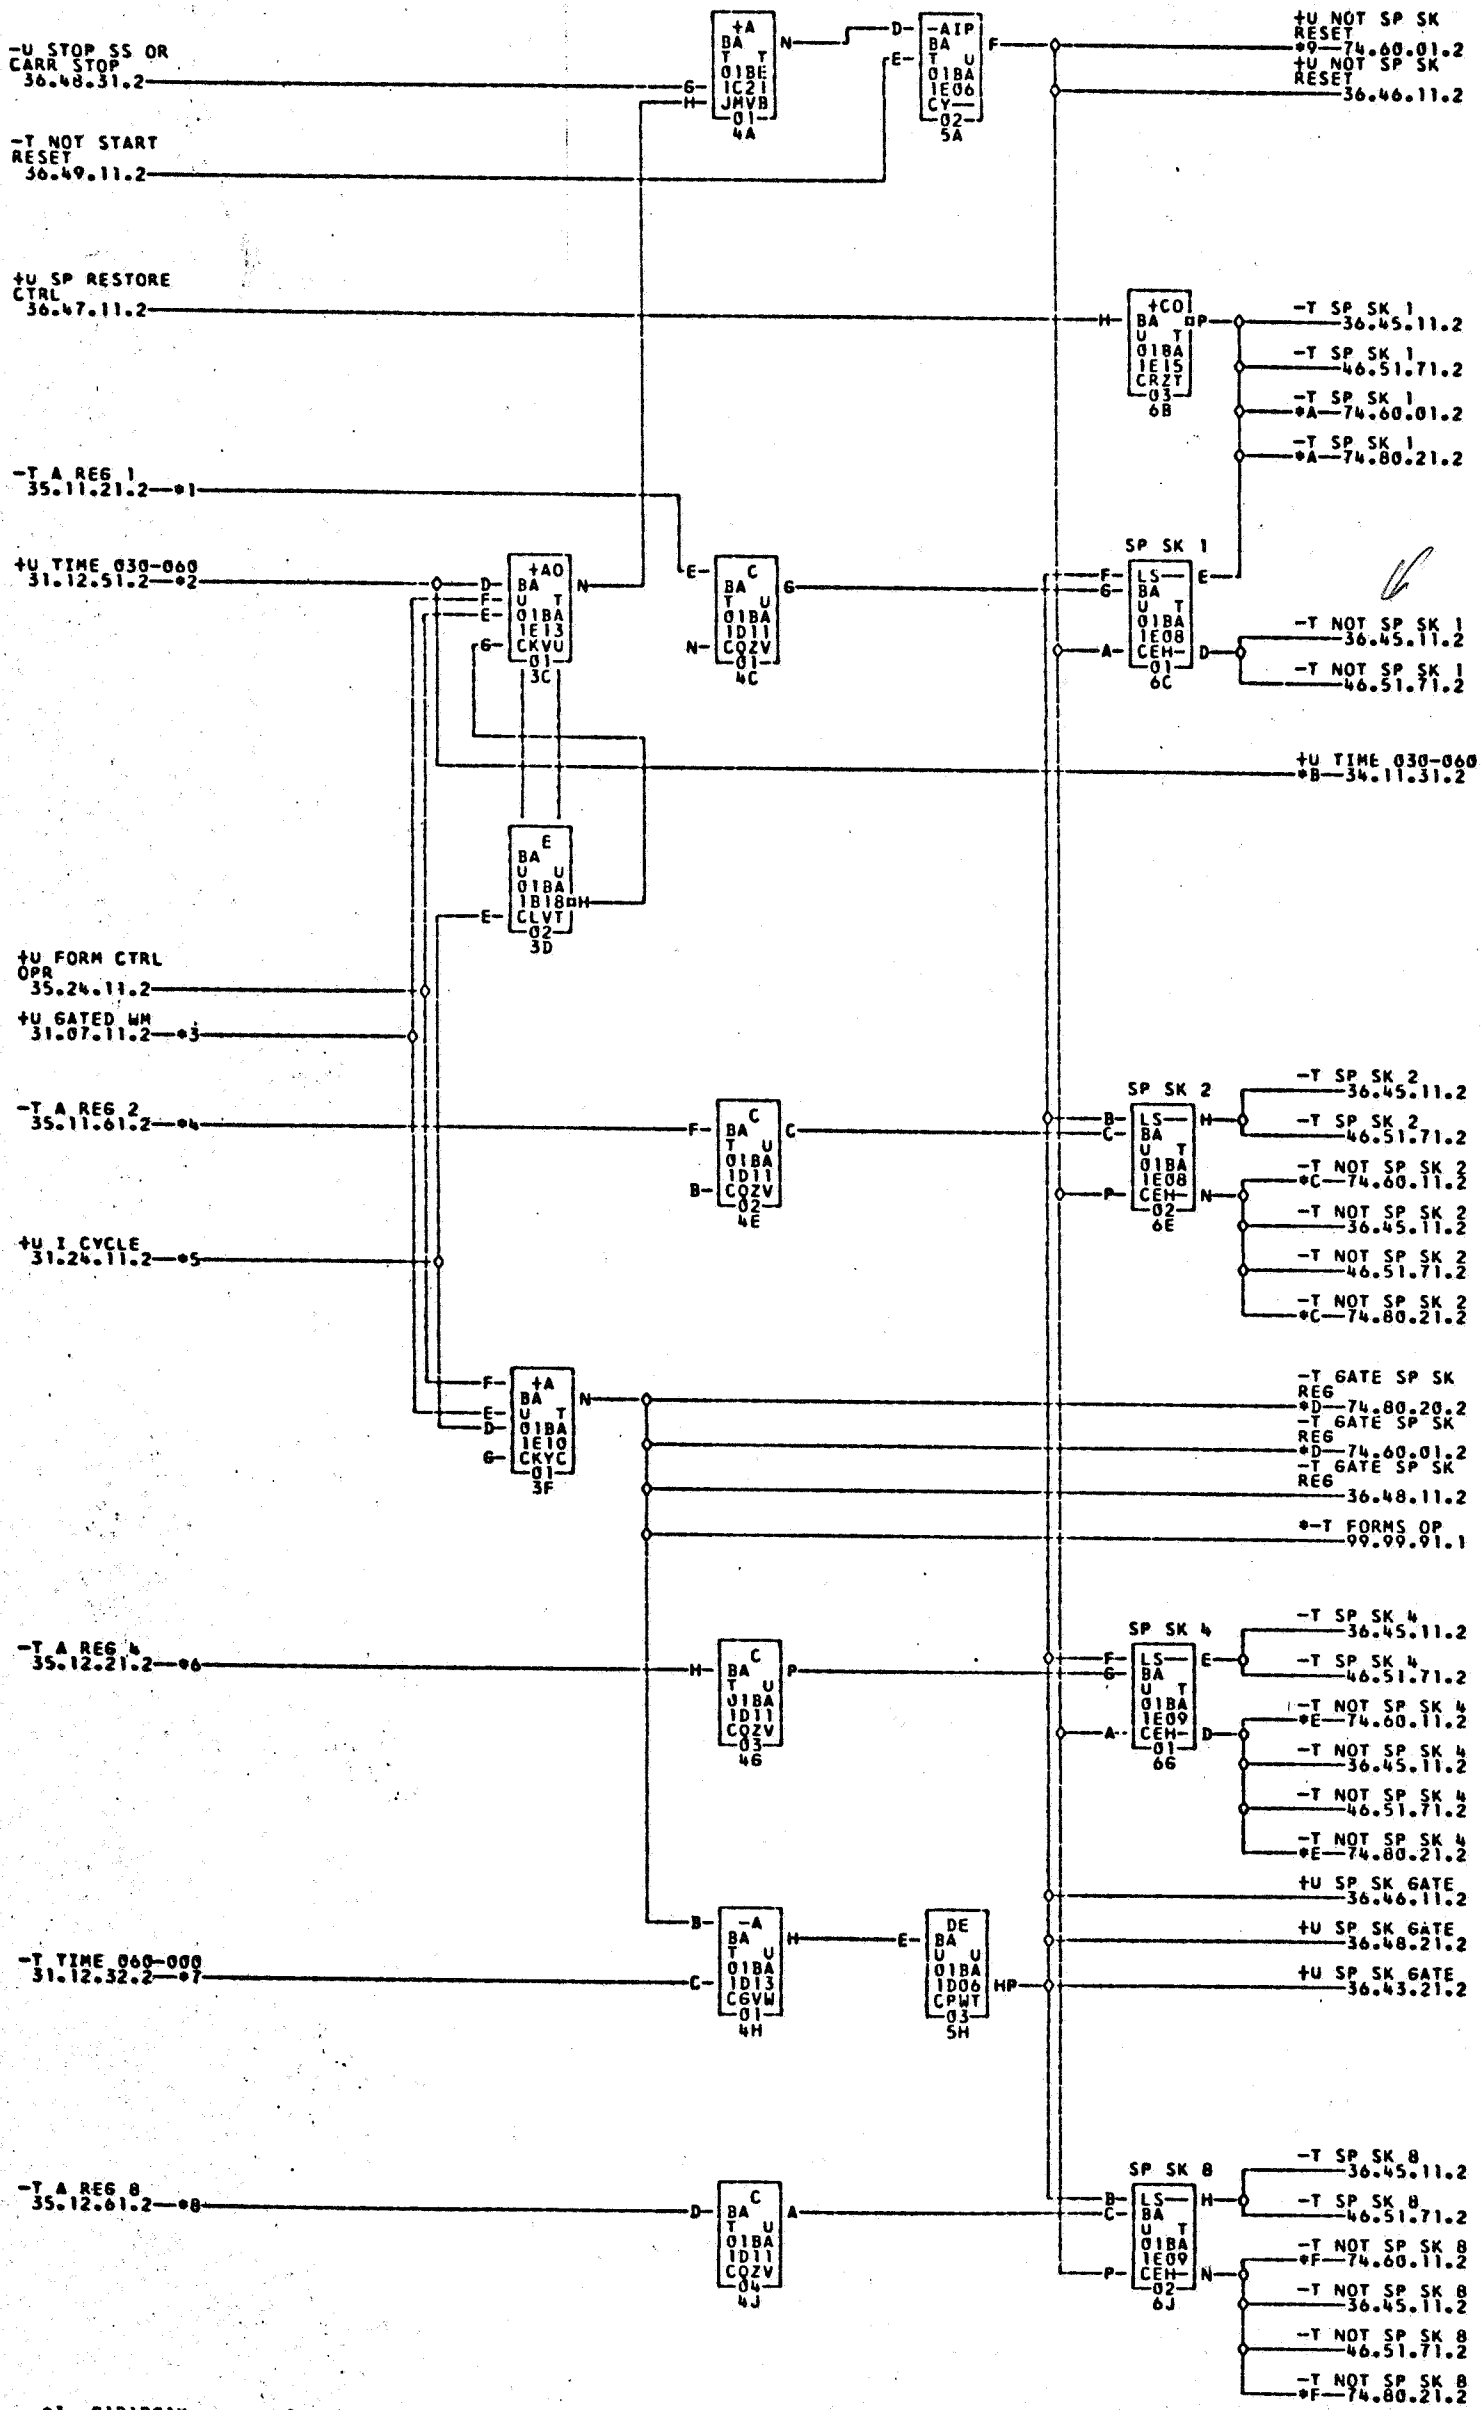 -U STOP SS OR
CARR STOP
36.48.31.2
-T NOT START
RESET
36.49.11.2
+U SP RESTORE
CTRL
36.47.11.2
-T A REG 1
35.11.21.2—*1
+U TIME 030-060
31.12.51.2—*2
+U FORM CTRL
OPR
35.24.11.2
+U GATED WM
31.07.11.2—*3
-T A REG 2
35.11.61.2—*4
+U I CYCLE
31.24.11.2—*5
-T A REG 4
35.12.21.2—*6
-T TIME 060-000
31.12.32.2—*7
-T A REG 8
35.12.61.2—*8
+A
BA N
T T
01BE
G 1C21
H JMVB
01
4A
D -AIP
BA F
E T U
01BA
1E06
CY—
02
5A
+CO
H BA P
U T
01BA
1E15
CRZT
03
6B
+AO
D BA N
F U T
E 01BA
1E13
G CKVU
01
3C
E C
BA G
T U
01BA
1D11
N CQZV
01
4C
SP SK 1
F LS— E
G BA
U T
01BA
1E08
A CEH- D
01
6C
E
BA
U U
01BA
1B18 H
E CLVT
02
3D
C
F BA C
T U
01BA
1D11
B CQZV
02
4E
SP SK 2
B LS— H
C BA
U T
01BA
1E08
P CEH- N
02
6E
F +A
BA N
E U T
D 01BA
1E10
G CKYC
01
3F
C
H BA P
T U
01BA
1D11
CQZV
03
4G
SP SK 4
F LS— E
G BA
U T
01BA
1E09
A CEH- D
01
6G
B -A
BA H
T U
01BA
C 1D13
CGVW
01
4H
DE
E BA
U U
01BA
1D06 HP
CPWT
03
5H
C
D BA A
T U
01BA
1D11
CQZV
04
4J
SP SK 8
B LS— H
C BA
U T
01BA
1E09
P CEH- N
02
6J
+U NOT SP SK
RESET
*9—74.60.01.2
+U NOT SP SK
RESET
36.46.11.2
-T SP SK 1
36.45.11.2
-T SP SK 1
46.51.71.2
-T SP SK 1
*A—74.60.01.2
-T SP SK 1
*A—74.80.21.2
-T NOT SP SK 1
36.45.11.2
-T NOT SP SK 1
46.51.71.2
+U TIME 030-060
*B—34.11.31.2
-T SP SK 2
36.45.11.2
-T SP SK 2
46.51.71.2
-T NOT SP SK 2
*C—74.60.11.2
-T NOT SP SK 2
36.45.11.2
-T NOT SP SK 2
46.51.71.2
-T NOT SP SK 2
*C—74.80.21.2
-T GATE SP SK
REG
*D—74.80.20.2
-T GATE SP SK
REG
*D—74.60.01.2
-T GATE SP SK
REG
36.48.11.2
*-T FORMS OP
99.99.91.1
-T SP SK 4
36.45.11.2
-T SP SK 4
46.51.71.2
-T NOT SP SK 4
*E—74.60.11.2
-T NOT SP SK 4
36.45.11.2
-T NOT SP SK 4
46.51.71.2
-T NOT SP SK 4
*E—74.80.21.2
+U SP SK GATE
36.46.11.2
+U SP SK GATE
36.48.21.2
+U SP SK GATE
36.43.21.2
-T SP SK 8
36.45.11.2
-T SP SK 8
46.51.71.2
-T NOT SP SK 8
*F—74.60.11.2
-T NOT SP SK 8
36.45.11.2
-T NOT SP SK 8
46.51.71.2
-T NOT SP SK 8
*F—74.80.21.2